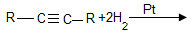 R—C≡C—R+2H₂ —Pt→